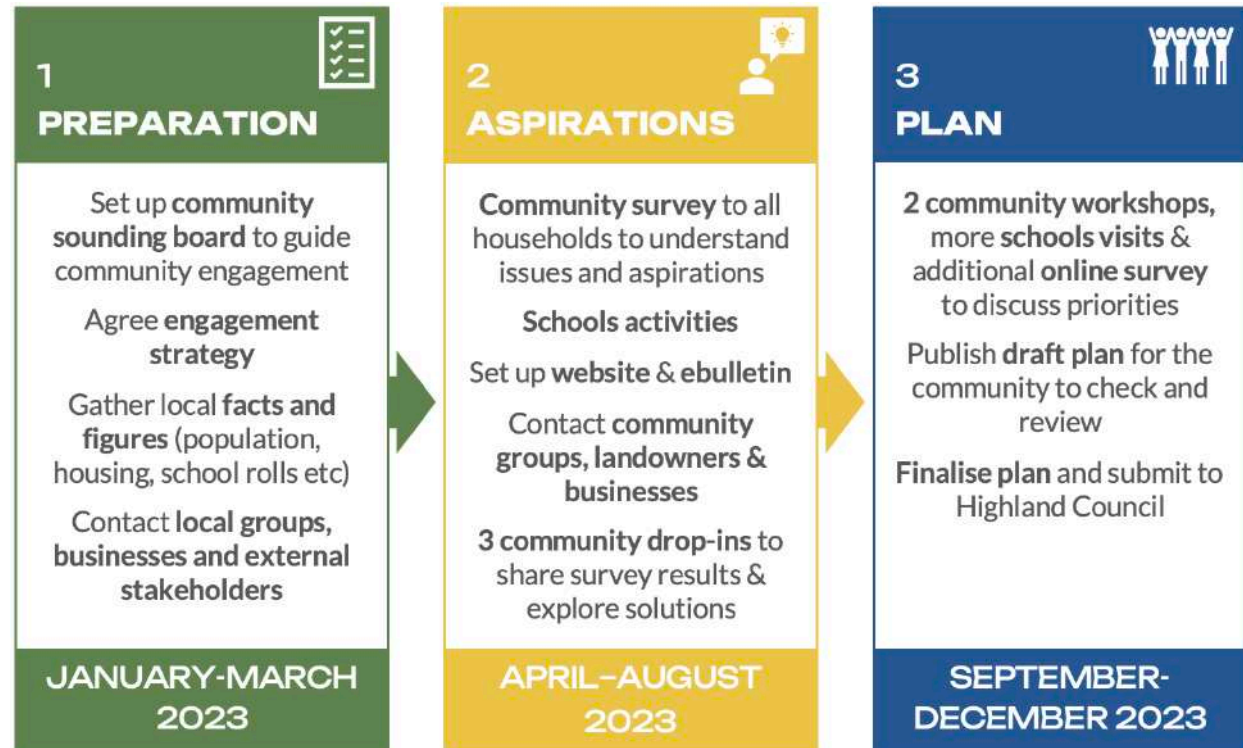 1
PREPARATION
Set up community
sounding board to guide
community engagement
Agree engagement
strategy
Gather local facts and
figures (population,
housing, school rolls etc)
Contact local groups,
businesses and external
stakeholders
JANUARY-MARCH
2023
2
ASPIRATIONS
Community survey to all
households to understand
issues and aspirations
Schools activities
Set up website & ebulletin
Contact community
groups, landowners &
businesses
3 community drop-ins to
share survey results &
explore solutions
APRIL–AUGUST
2023
3
PLAN
2 community workshops,
more schools visits &
additional online survey
to discuss priorities
Publish draft plan for the
community to check and
review
Finalise plan and submit to
Highland Council
SEPTEMBER-
DECEMBER 2023